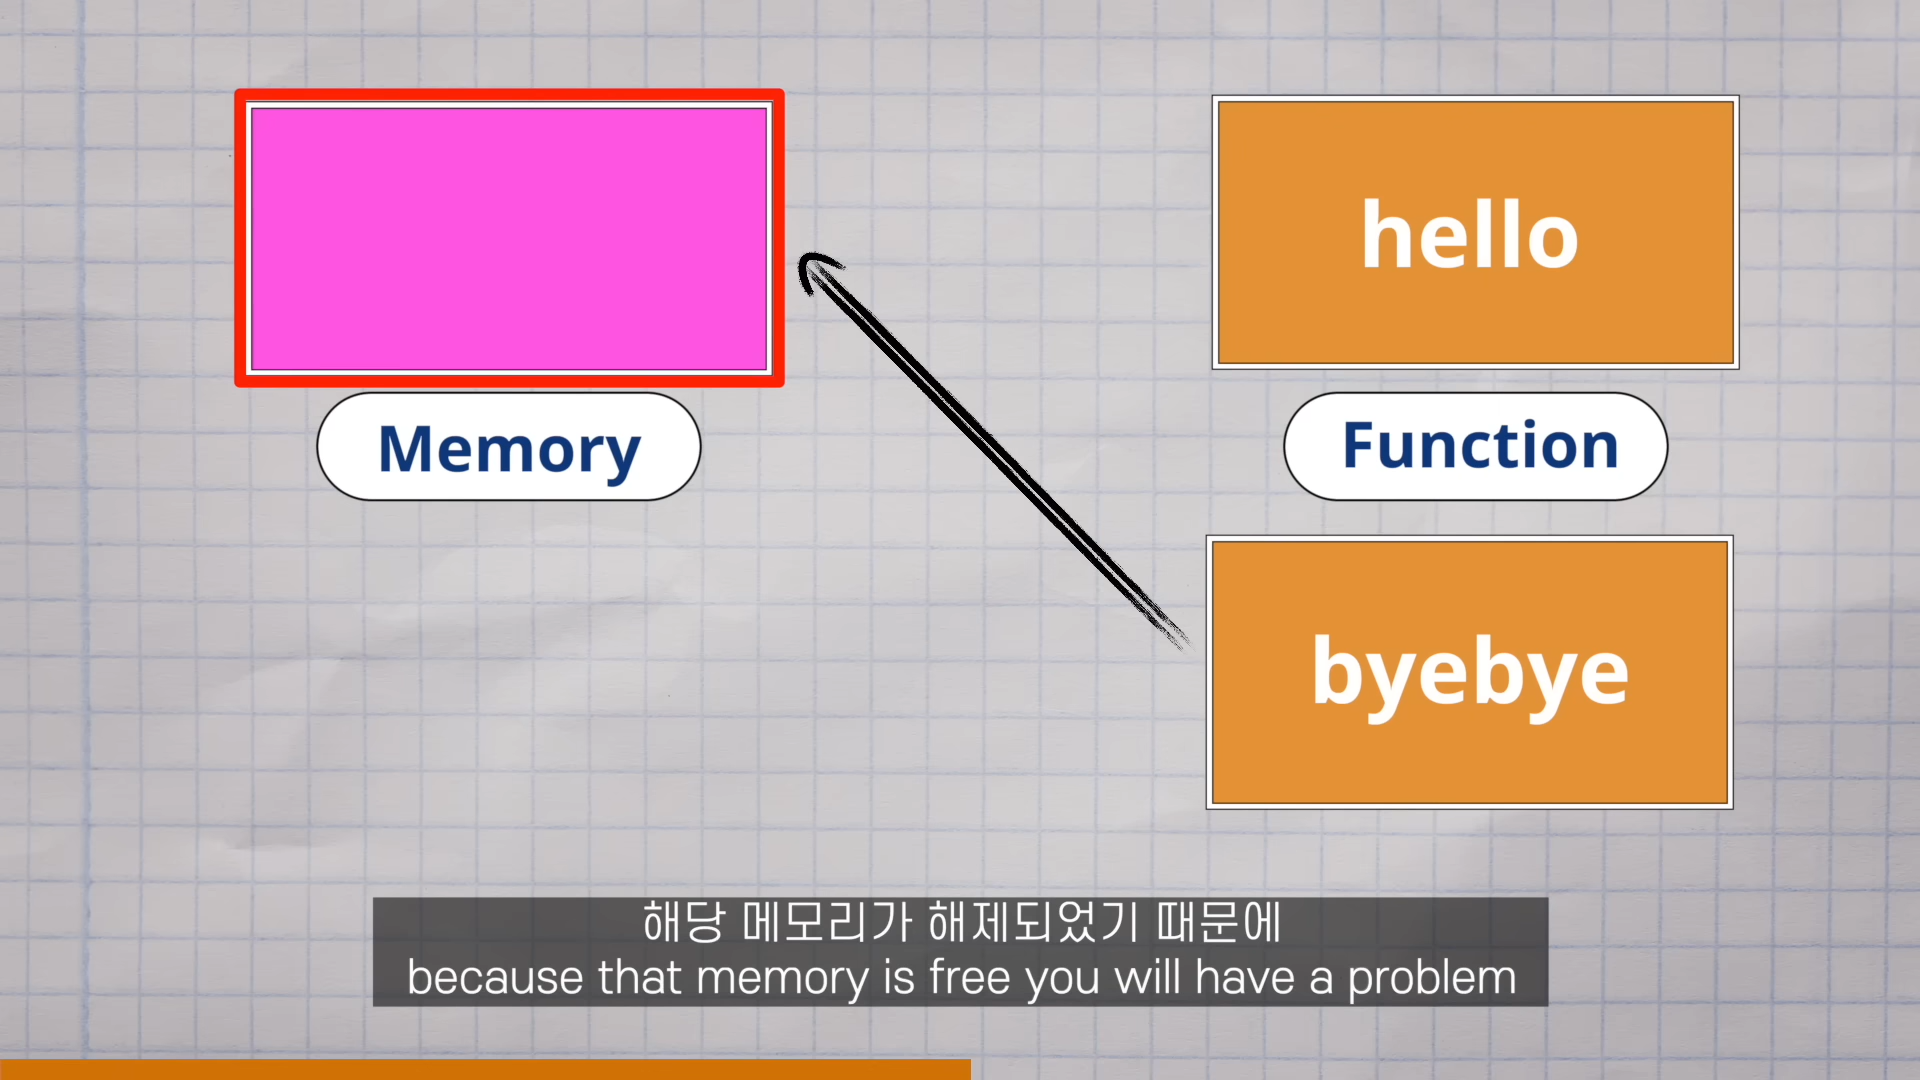 hello
Memory
Function
byebye
해당 메모리가 해제되었기 때문에
because that memory is free you will have a problem